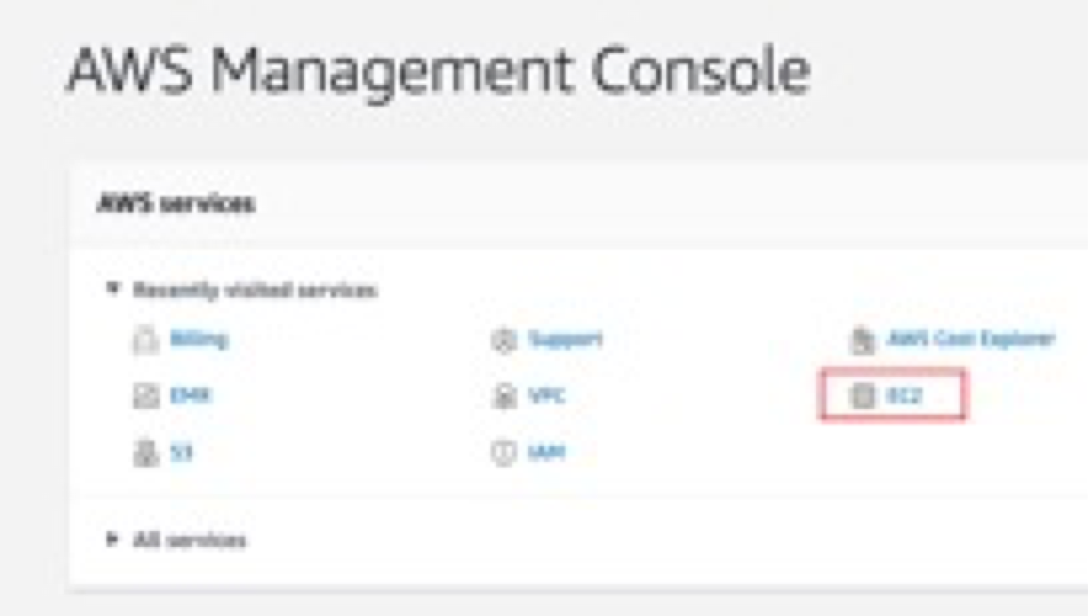 AWS Management Console
AWS services
Recently visited services
Billing
Support
AWS Cost Explorer
EMR
VPC
EC2
S3
IAM
All services